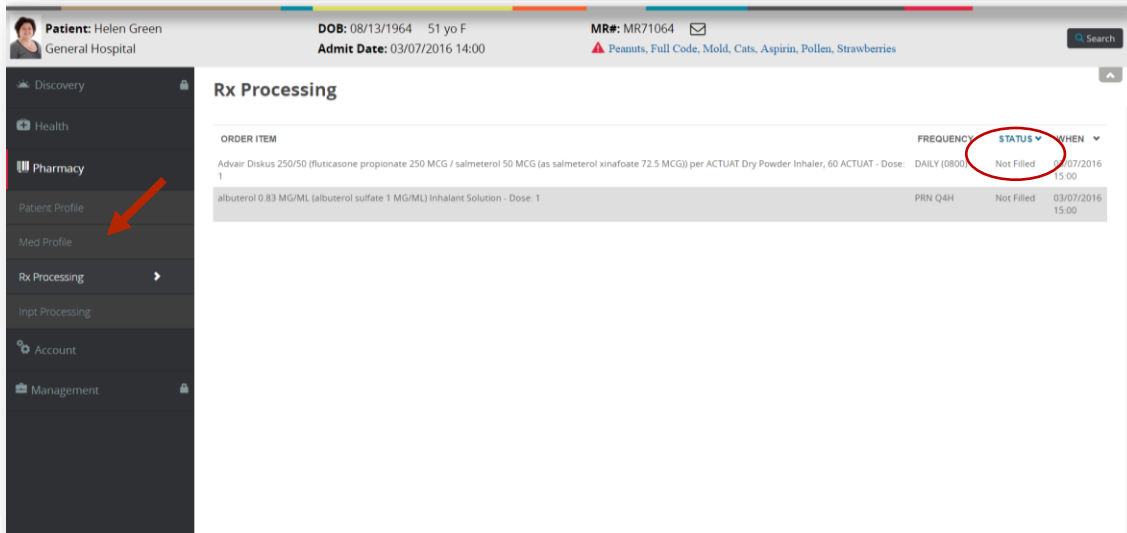 Patient: Helen Green
General Hospital
DOB: 08/13/1964 51 yo F
Admit Date: 03/07/2016 14:00
MR#: MR71064
Peanuts, Full Code, Mold, Cats, Aspirin, Pollen, Strawberries
Search
Discovery
Health
Pharmacy
Patient Profile
Med Profile
Rx Processing
Inpt Processing
Account
Management
Rx Processing
ORDER ITEM FREQUENCY STATUS WHEN
Advair Diskus 250/50 (fluticasone propionate 250 MCG / salmeterol 50 MCG (as salmeterol xinafoate 72.5 MCG)) per ACTUAT Dry Powder Inhaler, 60 ACTUAT - Dose: DAILY (0800) Not Filled 03/07/2016
1 15:00
albuterol 0.83 MG/ML (albuterol sulfate 1 MG/ML) Inhalant Solution - Dose: 1 PRN Q4H Not Filled 03/07/2016
15:00